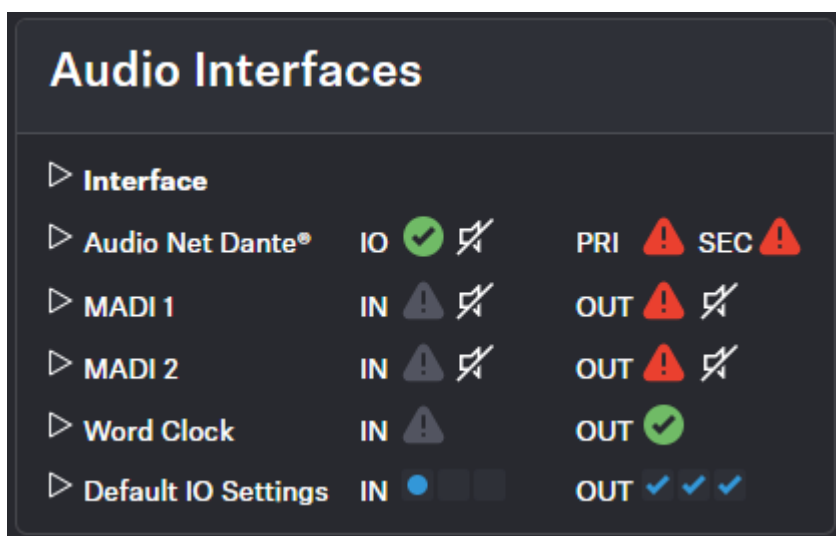 Audio Interfaces
Interface
Audio Net Dante® IO PRI SEC
MADI 1 IN OUT
MADI 2 IN OUT
Word Clock IN OUT
Default IO Settings IN OUT